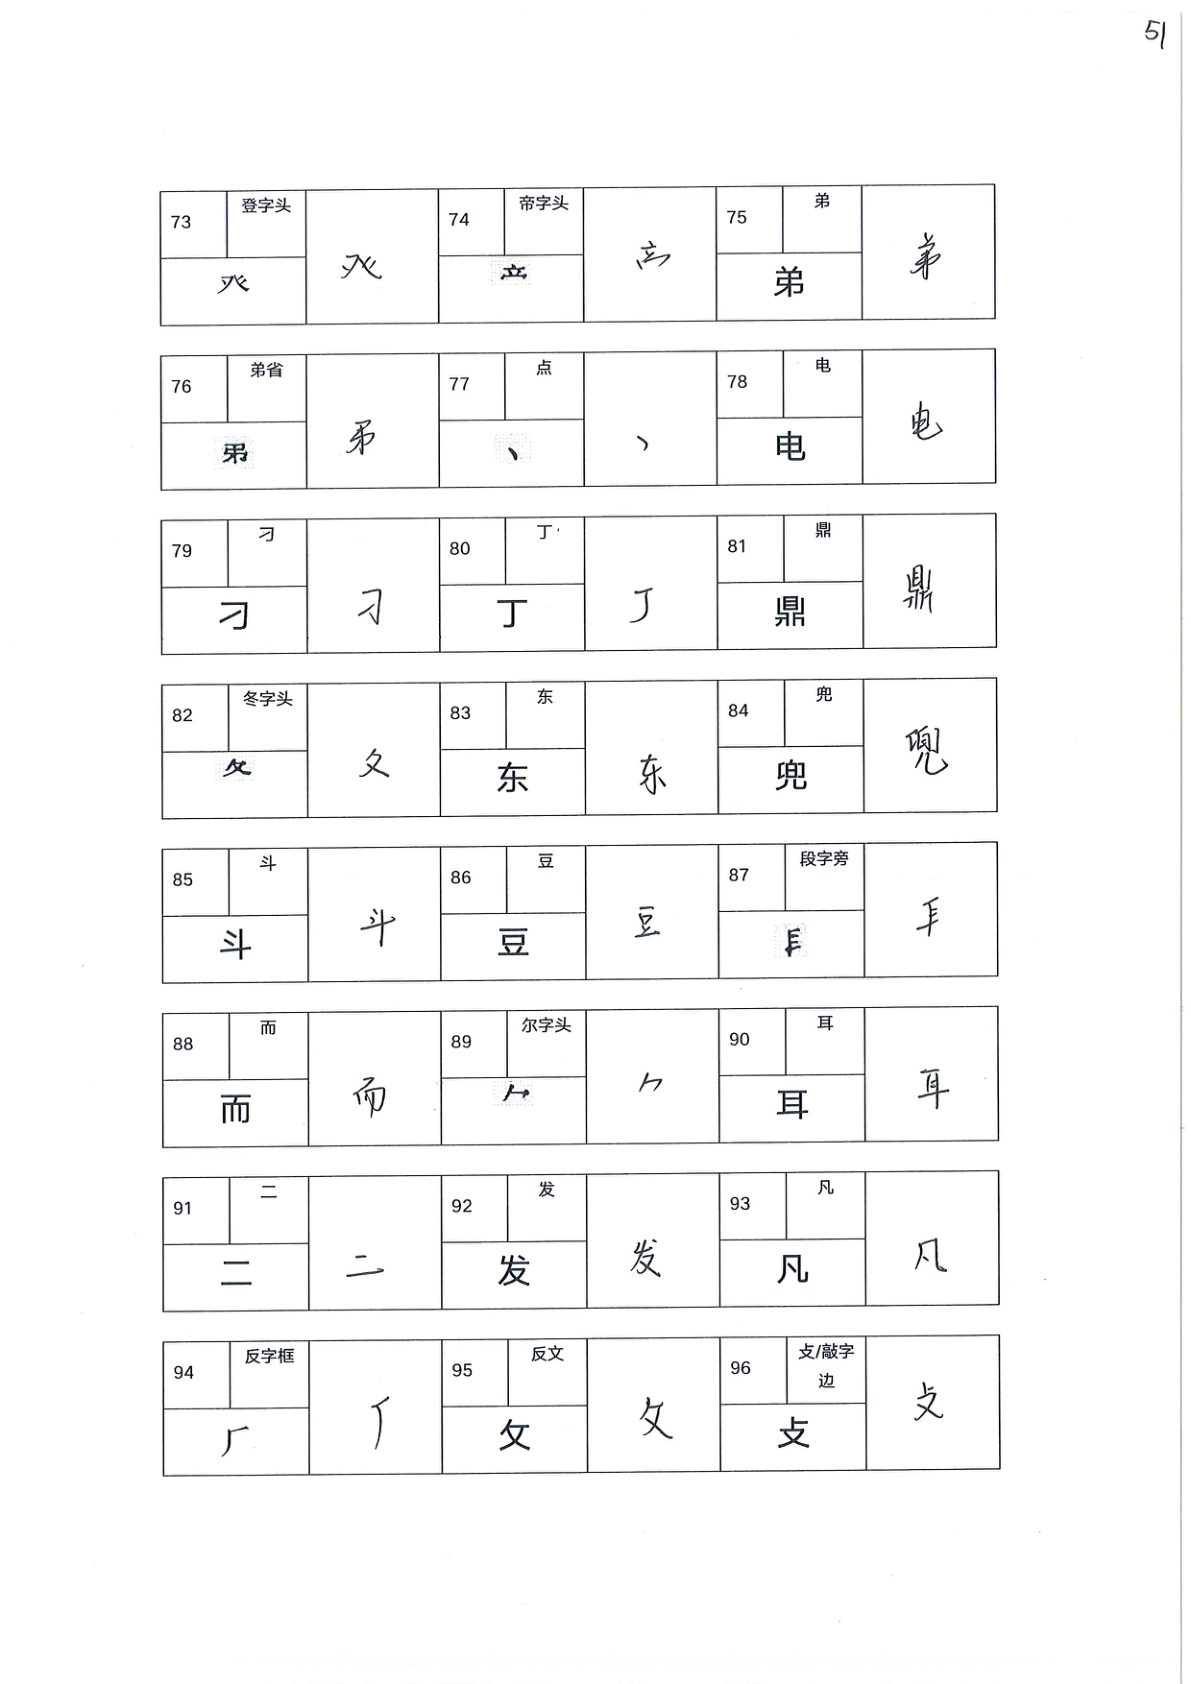 51
73 登字头 癶 癶 74 帝字头 亠丷冖 75 弟 弟 弟
76 弟省 77 点 丶 丶 78 电 电 电
79 刁 刁 刁 80 丁 丁 丁 81 鼎 鼎 鼎
82 冬字头 夂 夂 83 东 东 东 84 兜 兜 兜
85 斗 斗 斗 86 豆 豆 豆 87 段字旁
88 而 而 而 89 尔字头 𠂊 𠂊 90 耳 耳 耳
91 二 二 二 92 发 发 发 93 凡 凡 凡
94 反字框 𠂆 𠂆 95 反文 攵 攵 96 攴/敲字边 攴 攴